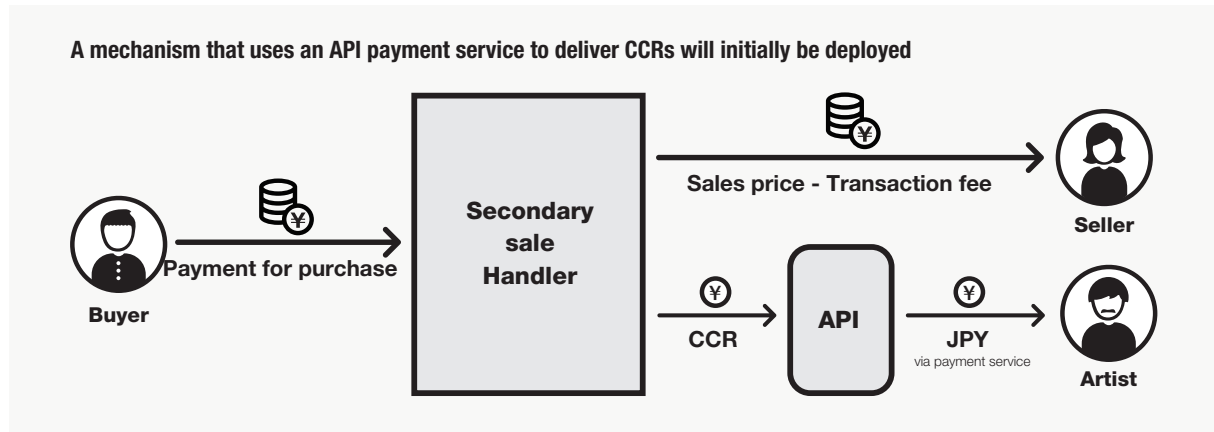 A mechanism that uses an API payment service to deliver CCRs will initially be deployed
¥
Sales price - Transaction fee
Seller
¥
Payment for purchase
Buyer
Secondary
sale
Handler
¥
CCR
API
¥
JPY
via payment service
Artist